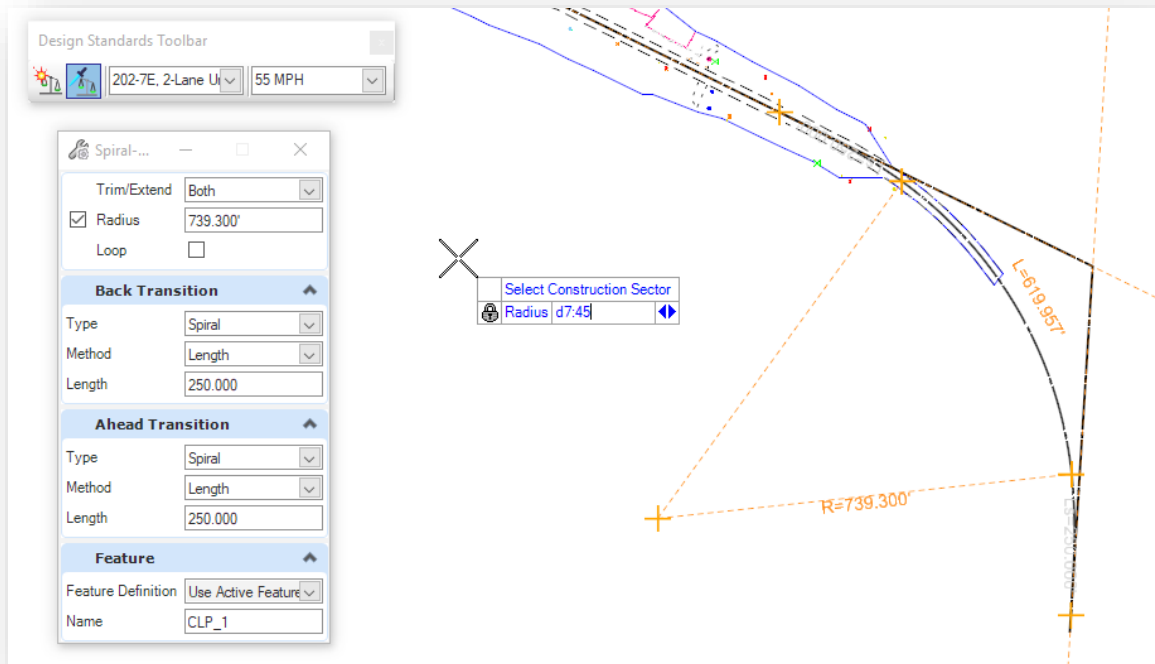 Design Standards Toolbar
202-7E, 2-Lane U
55 MPH
Spiral-...
Trim/Extend Both
Radius 739.300'
Loop
Back Transition
Type Spiral
Method Length
Length 250.000
Ahead Transition
Type Spiral
Method Length
Length 250.000
Feature
Feature Definition Use Active Feature
Name CLP_1
Select Construction Sector
Radius d7:45
L=619.957'
R=739.300'